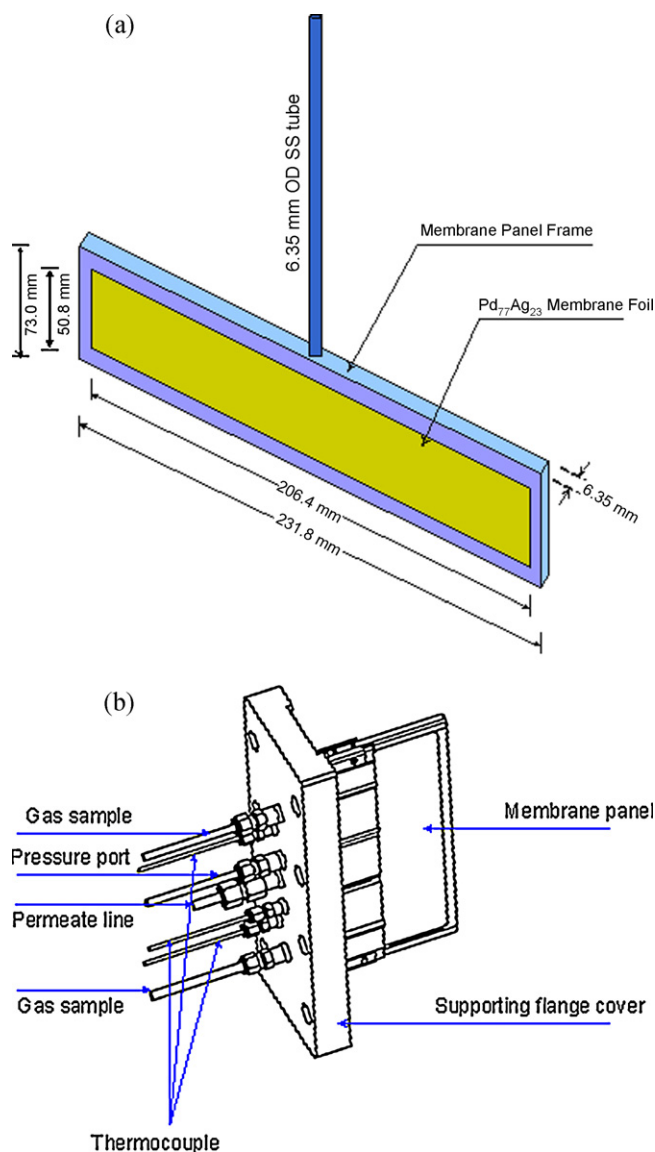 (a)
6.35 mm OD SS tube
Membrane Panel Frame
Pd77Ag23 Membrane Foil
73.0 mm
50.8 mm
206.4 mm
231.8 mm
6.35 mm
(b)
Gas sample
Pressure port
Permeate line
Gas sample
Thermocouple
Membrane panel
Supporting flange cover